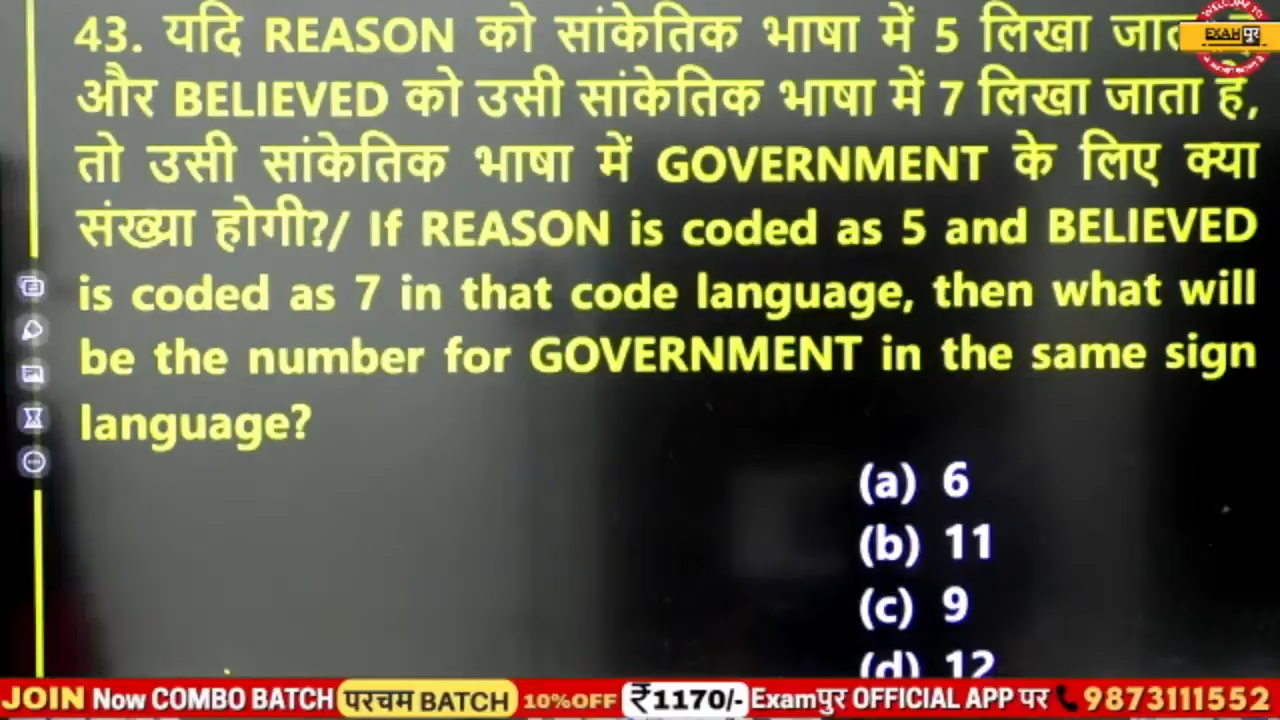 43. यदि REASON को सांकेतिक भाषा में 5 लिखा
और BELIEVED को उसी सांकेतिक भाषा में 7 लिखा जाता है,
तो उसी सांकेतिक भाषा में GOVERNMENT के लिए क्या
संख्या होगी?/ If REASON is coded as 5 and BELIEVED
is coded as 7 in that code language, then what will
be the number for GOVERNMENT in the same sign
language?
(a) 6
(b) 11
(c) 9
(d) 12
WELCOME TO
EXAMपुर
JOIN Now COMBO BATCH परचम BATCH 10%OFF ₹1170/- Examपुर OFFICIAL APP पर 9873111552